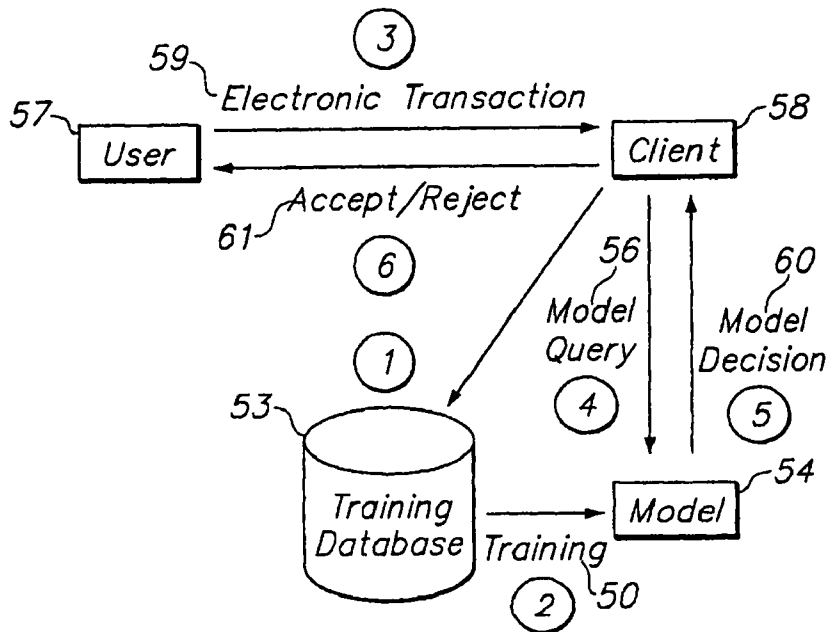 3
59
Electronic Transaction
57
User
58
Client
Accept/Reject
61
6
56
Model
Query
4
60
Model
Decision
5
1
53
Training
Database
Training
50
2
54
Model